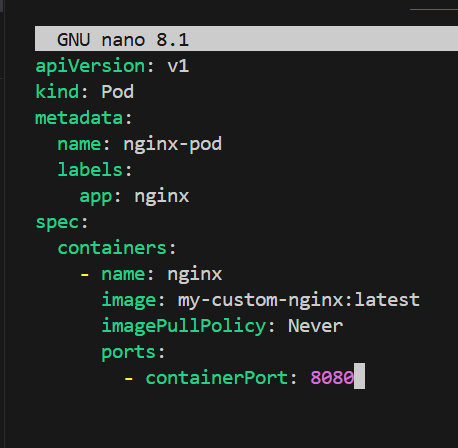 GNU nano 8.1
apiVersion: v1
kind: Pod
metadata:
  name: nginx-pod
  labels:
    app: nginx
spec:
  containers:
    - name: nginx
      image: my-custom-nginx:latest
      imagePullPolicy: Never
      ports:
        - containerPort: 8080